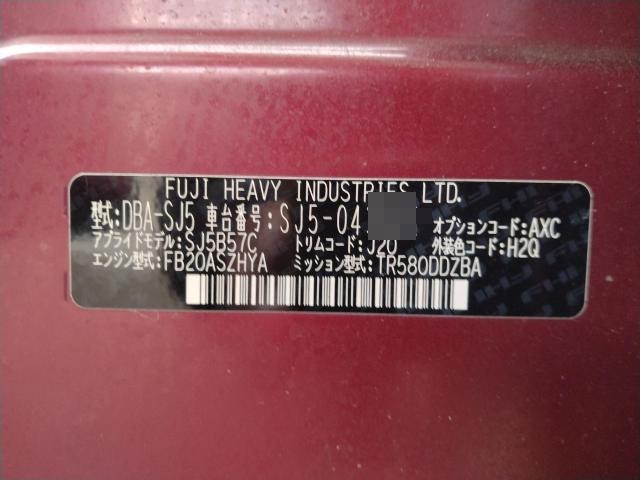 FUJI HEAVY INDUSTRIES LTD.
型式:DBA-SJ5 車台番号:SJ5-04 オプションコード:AXC
アプライドモデル:SJ5B57C トリムコード:J20 外装色コード:H2Q
エンジン型式:FB20ASZHYA ミッション型式:TR580DDZBA